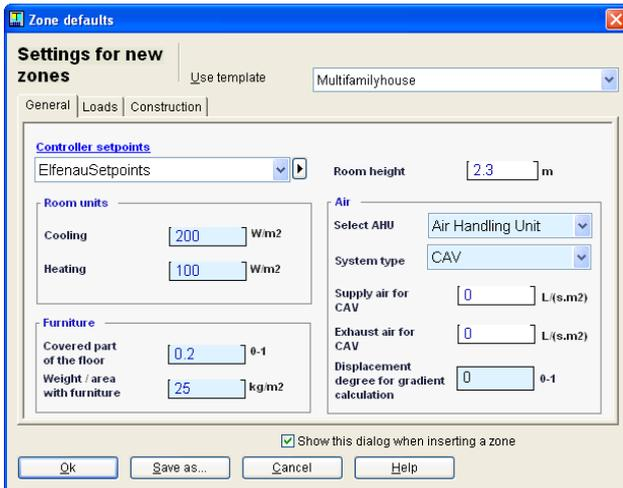 Zone defaults
Settings for new
zones
Use template
Multifamilyhouse
General Loads Construction
Controller setpoints
ElfenauSetpoints
Room height 2.3 m
Room units
Cooling 200 W/m2
Heating 100 W/m2
Furniture
Covered part
of the floor 0.2 0-1
Weight / area
with furniture 25 kg/m2
Air
Select AHU Air Handling Unit
System type CAV
Supply air for
CAV 0 L/(s.m2)
Exhaust air for
CAV 0 L/(s.m2)
Displacement
degree for gradient
calculation 0 0-1
Show this dialog when inserting a zone
Ok Save as... Cancel Help